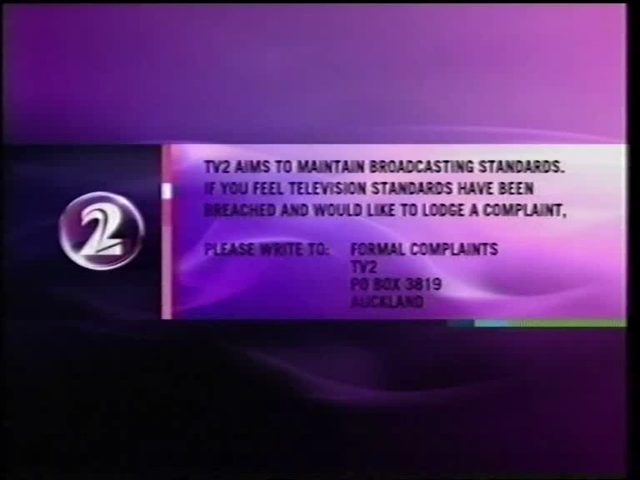 TV2 AIMS TO MAINTAIN BROADCASTING STANDARDS.
IF YOU FEEL TELEVISION STANDARDS HAVE BEEN
BREACHED AND WOULD LIKE TO LODGE A COMPLAINT,
PLEASE WRITE TO: FORMAL COMPLAINTS
TV2
PO BOX 3819
AUCKLAND
2